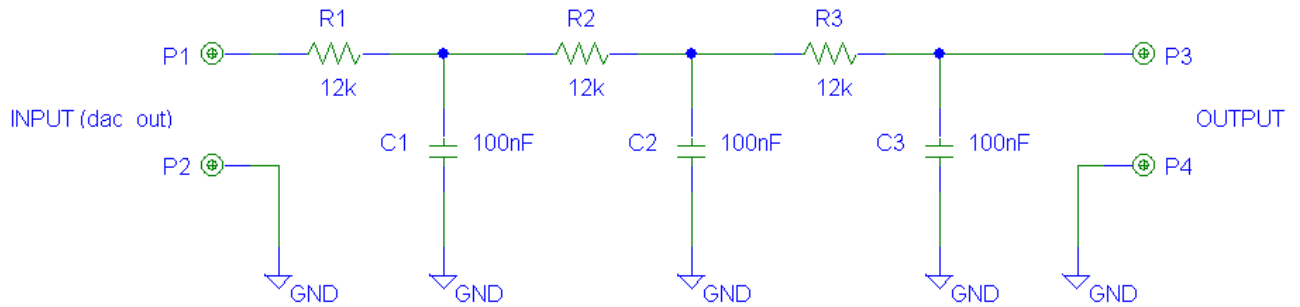 R1
R2
R3
P1
P3
12k
12k
12k
INPUT (dac out)
OUTPUT
C1
100nF
C2
100nF
C3
100nF
P2
P4
GND
GND
GND
GND
GND